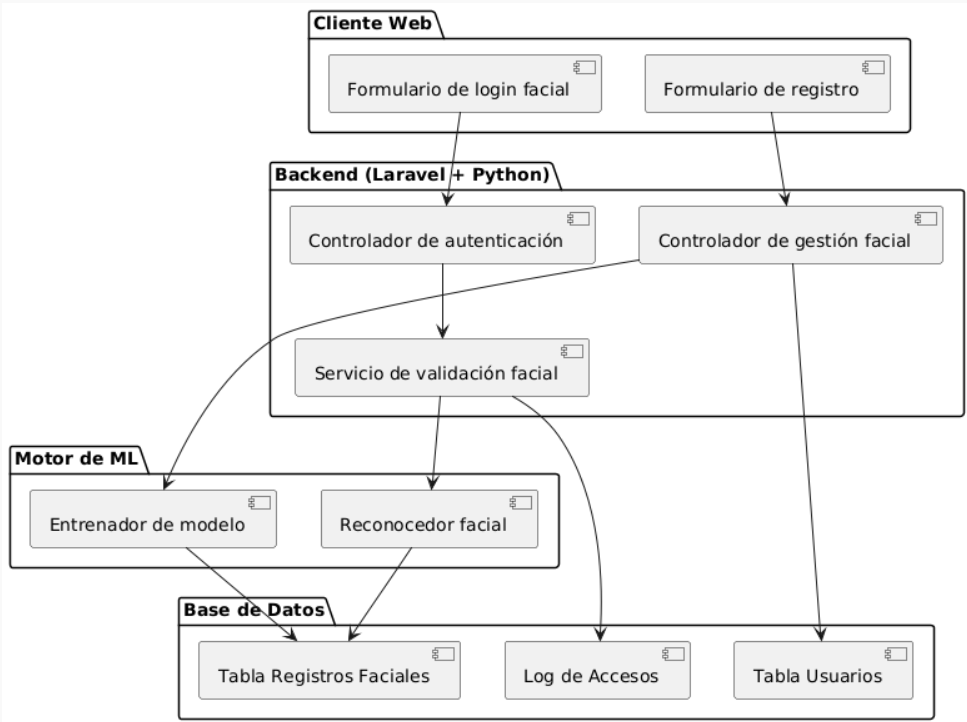 Cliente Web
Formulario de login facial
Formulario de registro
Backend (Laravel + Python)
Controlador de autenticación
Controlador de gestión facial
Servicio de validación facial
Motor de ML
Entrenador de modelo
Reconocedor facial
Base de Datos
Tabla Registros Faciales
Log de Accesos
Tabla Usuarios